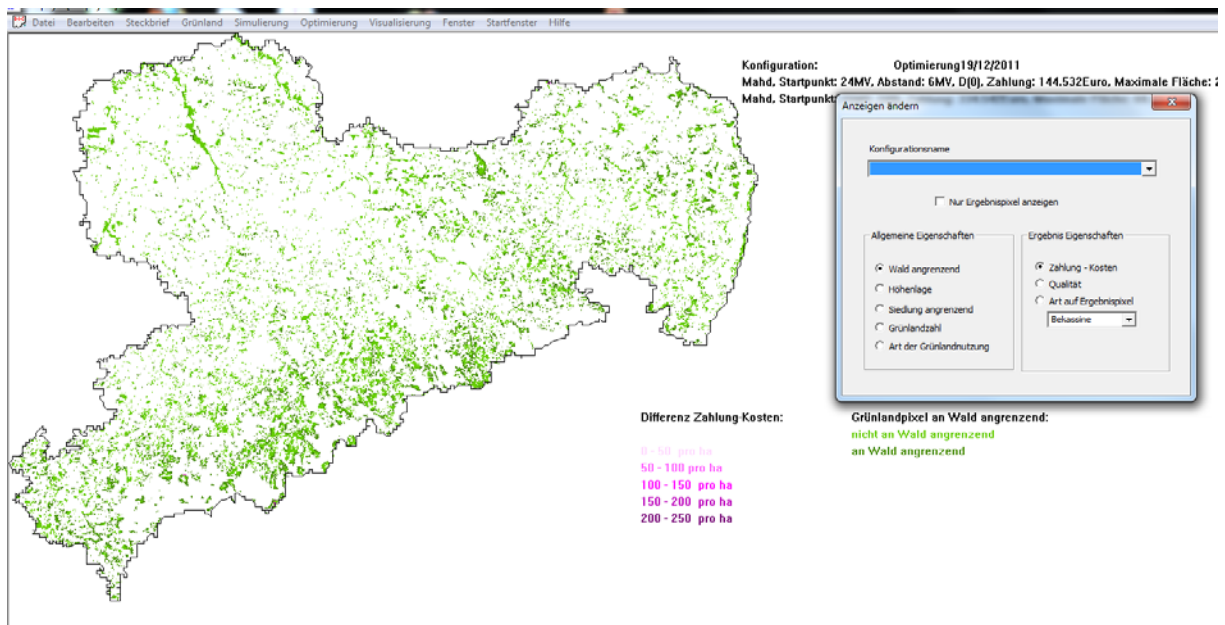 Datei Bearbeiten Steckbrief Grünland Simulierung Optimierung Visualisierung Fenster Startfenster Hilfe
Konfiguration: Optimierung19/12/2011
Mahd. Startpunkt: 24MV, Abstand: 6MV, D(0), Zahlung: 144.532Euro, Maximale Fläche: 2
Mahd. Startpunkt:
Anzeigen ändern
Konfigurationsname
Nur Ergebnispixel anzeigen
Allgemeine Eigenschaften
Wald angrenzend
Höhenlage
Siedlung angrenzend
Grünlandzahl
Art der Grünlandnutzung
Ergebnis Eigenschaften
Zahlung - Kosten
Qualität
Art auf Ergebnispixel
Bekassine
Differenz Zahlung-Kosten:
0 - 50 pro ha
50 - 100 pro ha
100 - 150 pro ha
150 - 200 pro ha
200 - 250 pro ha
Grünlandpixel an Wald angrenzend:
nicht an Wald angrenzend
an Wald angrenzend